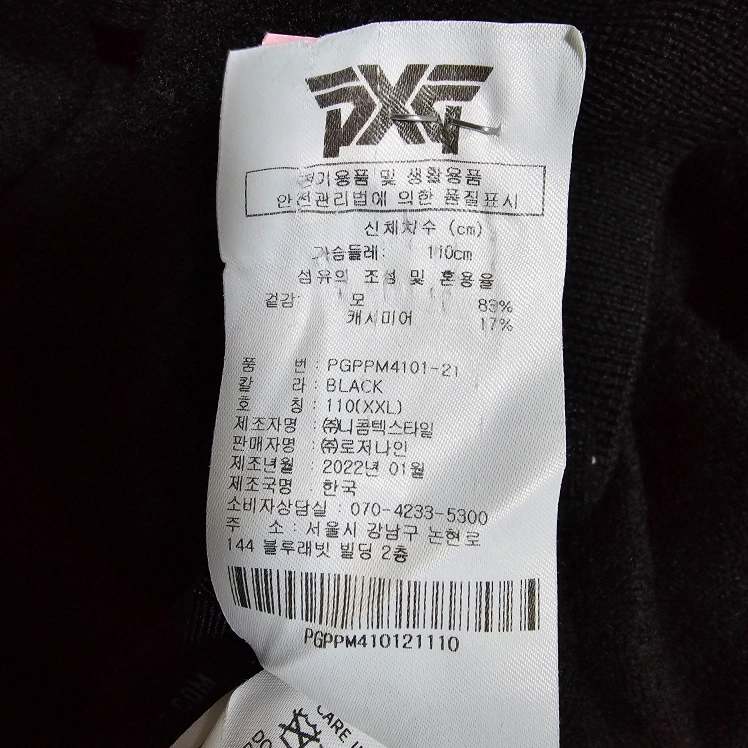 PXG
전기용품 및 생활용품
안전관리법에 의한 품질표시
신체치수 (cm)
가슴둘레: 110cm
섬유의 조성 및 혼용율
겉감 모 83%
캐시미어 17%
품 번 : PGPPM4101-21
칼 라 : BLACK
호 칭 : 110(XXL)
제조자명 : ㈜니콤텍스타일
판매자명 : ㈜로저나인
제조년월 : 2022년 01월
제조국명 : 한국
소비자상담실 : 070-4233-5300
주 소 : 서울시 강남구 논현로
144 블루래빗 빌딩 2층
PGPPM410121110
CARE
DO